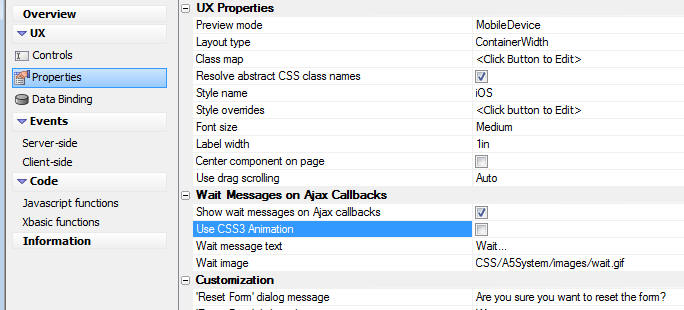 Overview
UX
Controls
Properties
Data Binding
Events
Server-side
Client-side
Code
Javascript functions
Xbasic functions
Information
UX Properties
Preview mode MobileDevice
Layout type ContainerWidth
Class map <Click Button to Edit>
Resolve abstract CSS class names
Style name iOS
Style overrides <Click button to Edit>
Font size Medium
Label width 1in
Center component on page
Use drag scrolling Auto
Wait Messages on Ajax Callbacks
Show wait messages on Ajax callbacks
Use CSS3 Animation
Wait message text Wait...
Wait image CSS/A5System/images/wait.gif
Customization
'Reset Form' dialog message Are you sure you want to reset the form?